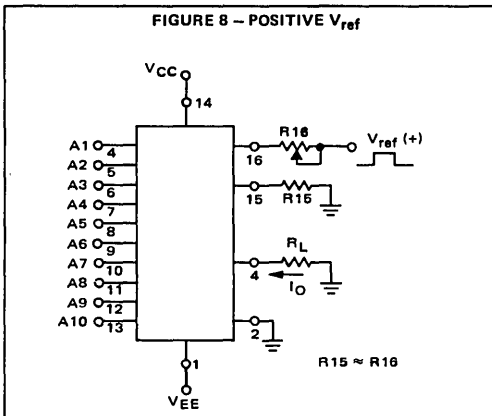 FIGURE 8 – POSITIVE Vref
VCC
14
A1 4
A2 5
A3 6
A4 7
A5 8
A6 9
A7 10
A8 11
A9 12
A10 13
R16
Vref (+)
16
15
R15
RL
4
IO
2
1
VEE
R15 ≈ R16